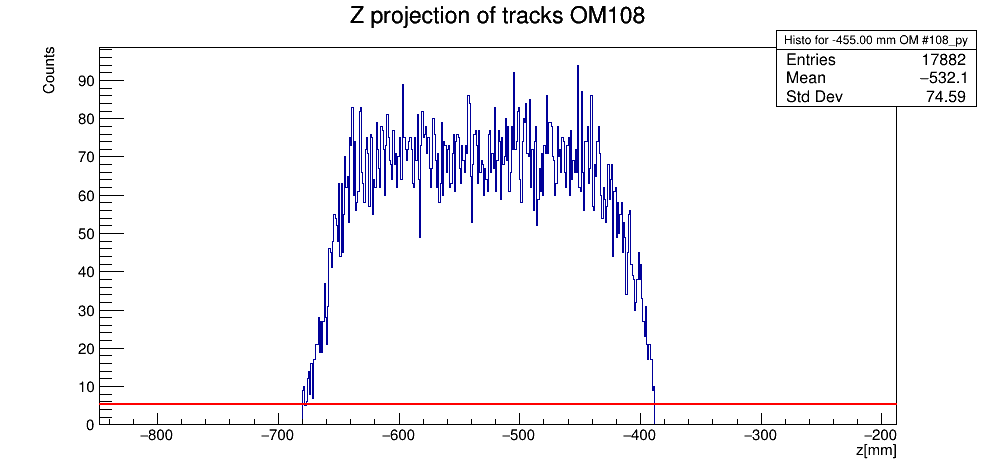 Z projection of tracks OM108
Histo for -455.00 mm OM #108_py
Entries 17882
Mean −532.1
Std Dev 74.59
Counts
90
80
70
60
50
40
30
20
10
0
−800 −700 −600 −500 −400 −300 −200
z[mm]